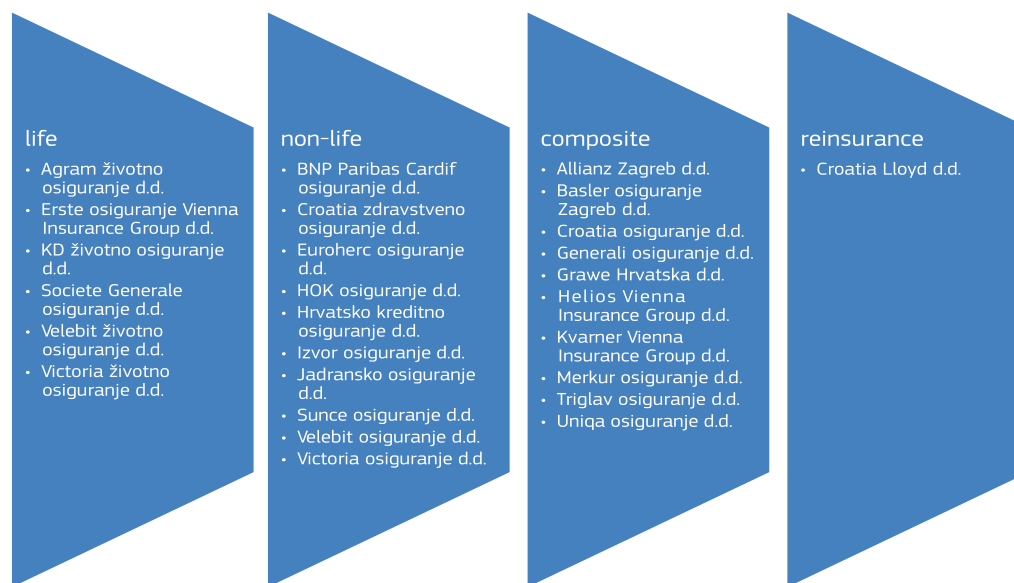 life
• Agram životno
osiguranje d.d.
• Erste osiguranje Vienna
Insurance Group d.d.
• KD životno osiguranje
d.d.
• Societe Generale
osiguranje d.d.
• Velebit životno
osiguranje d.d.
• Victoria životno
osiguranje d.d.
non-life
• BNP Paribas Cardif
osiguranje d.d.
• Croatia zdravstveno
osiguranje d.d.
• Euroherc osiguranje
d.d.
• HOK osiguranje d.d.
• Hrvatsko kreditno
osiguranje d.d.
• Izvor osiguranje d.d.
• Jadransko osiguranje
d.d.
• Sunce osiguranje d.d.
• Velebit osiguranje d.d.
• Victoria osiguranje d.d.
composite
• Allianz Zagreb d.d.
• Basler osiguranje
Zagreb d.d.
• Croatia osiguranje d.d.
• Generali osiguranje d.d.
• Grawe Hrvatska d.d.
• Helios Vienna
Insurance Group d.d.
• Kvarner Vienna
Insurance Group d.d.
• Merkur osiguranje d.d.
• Triglav osiguranje d.d.
• Uniqa osiguranje d.d.
reinsurance
• Croatia Lloyd d.d.